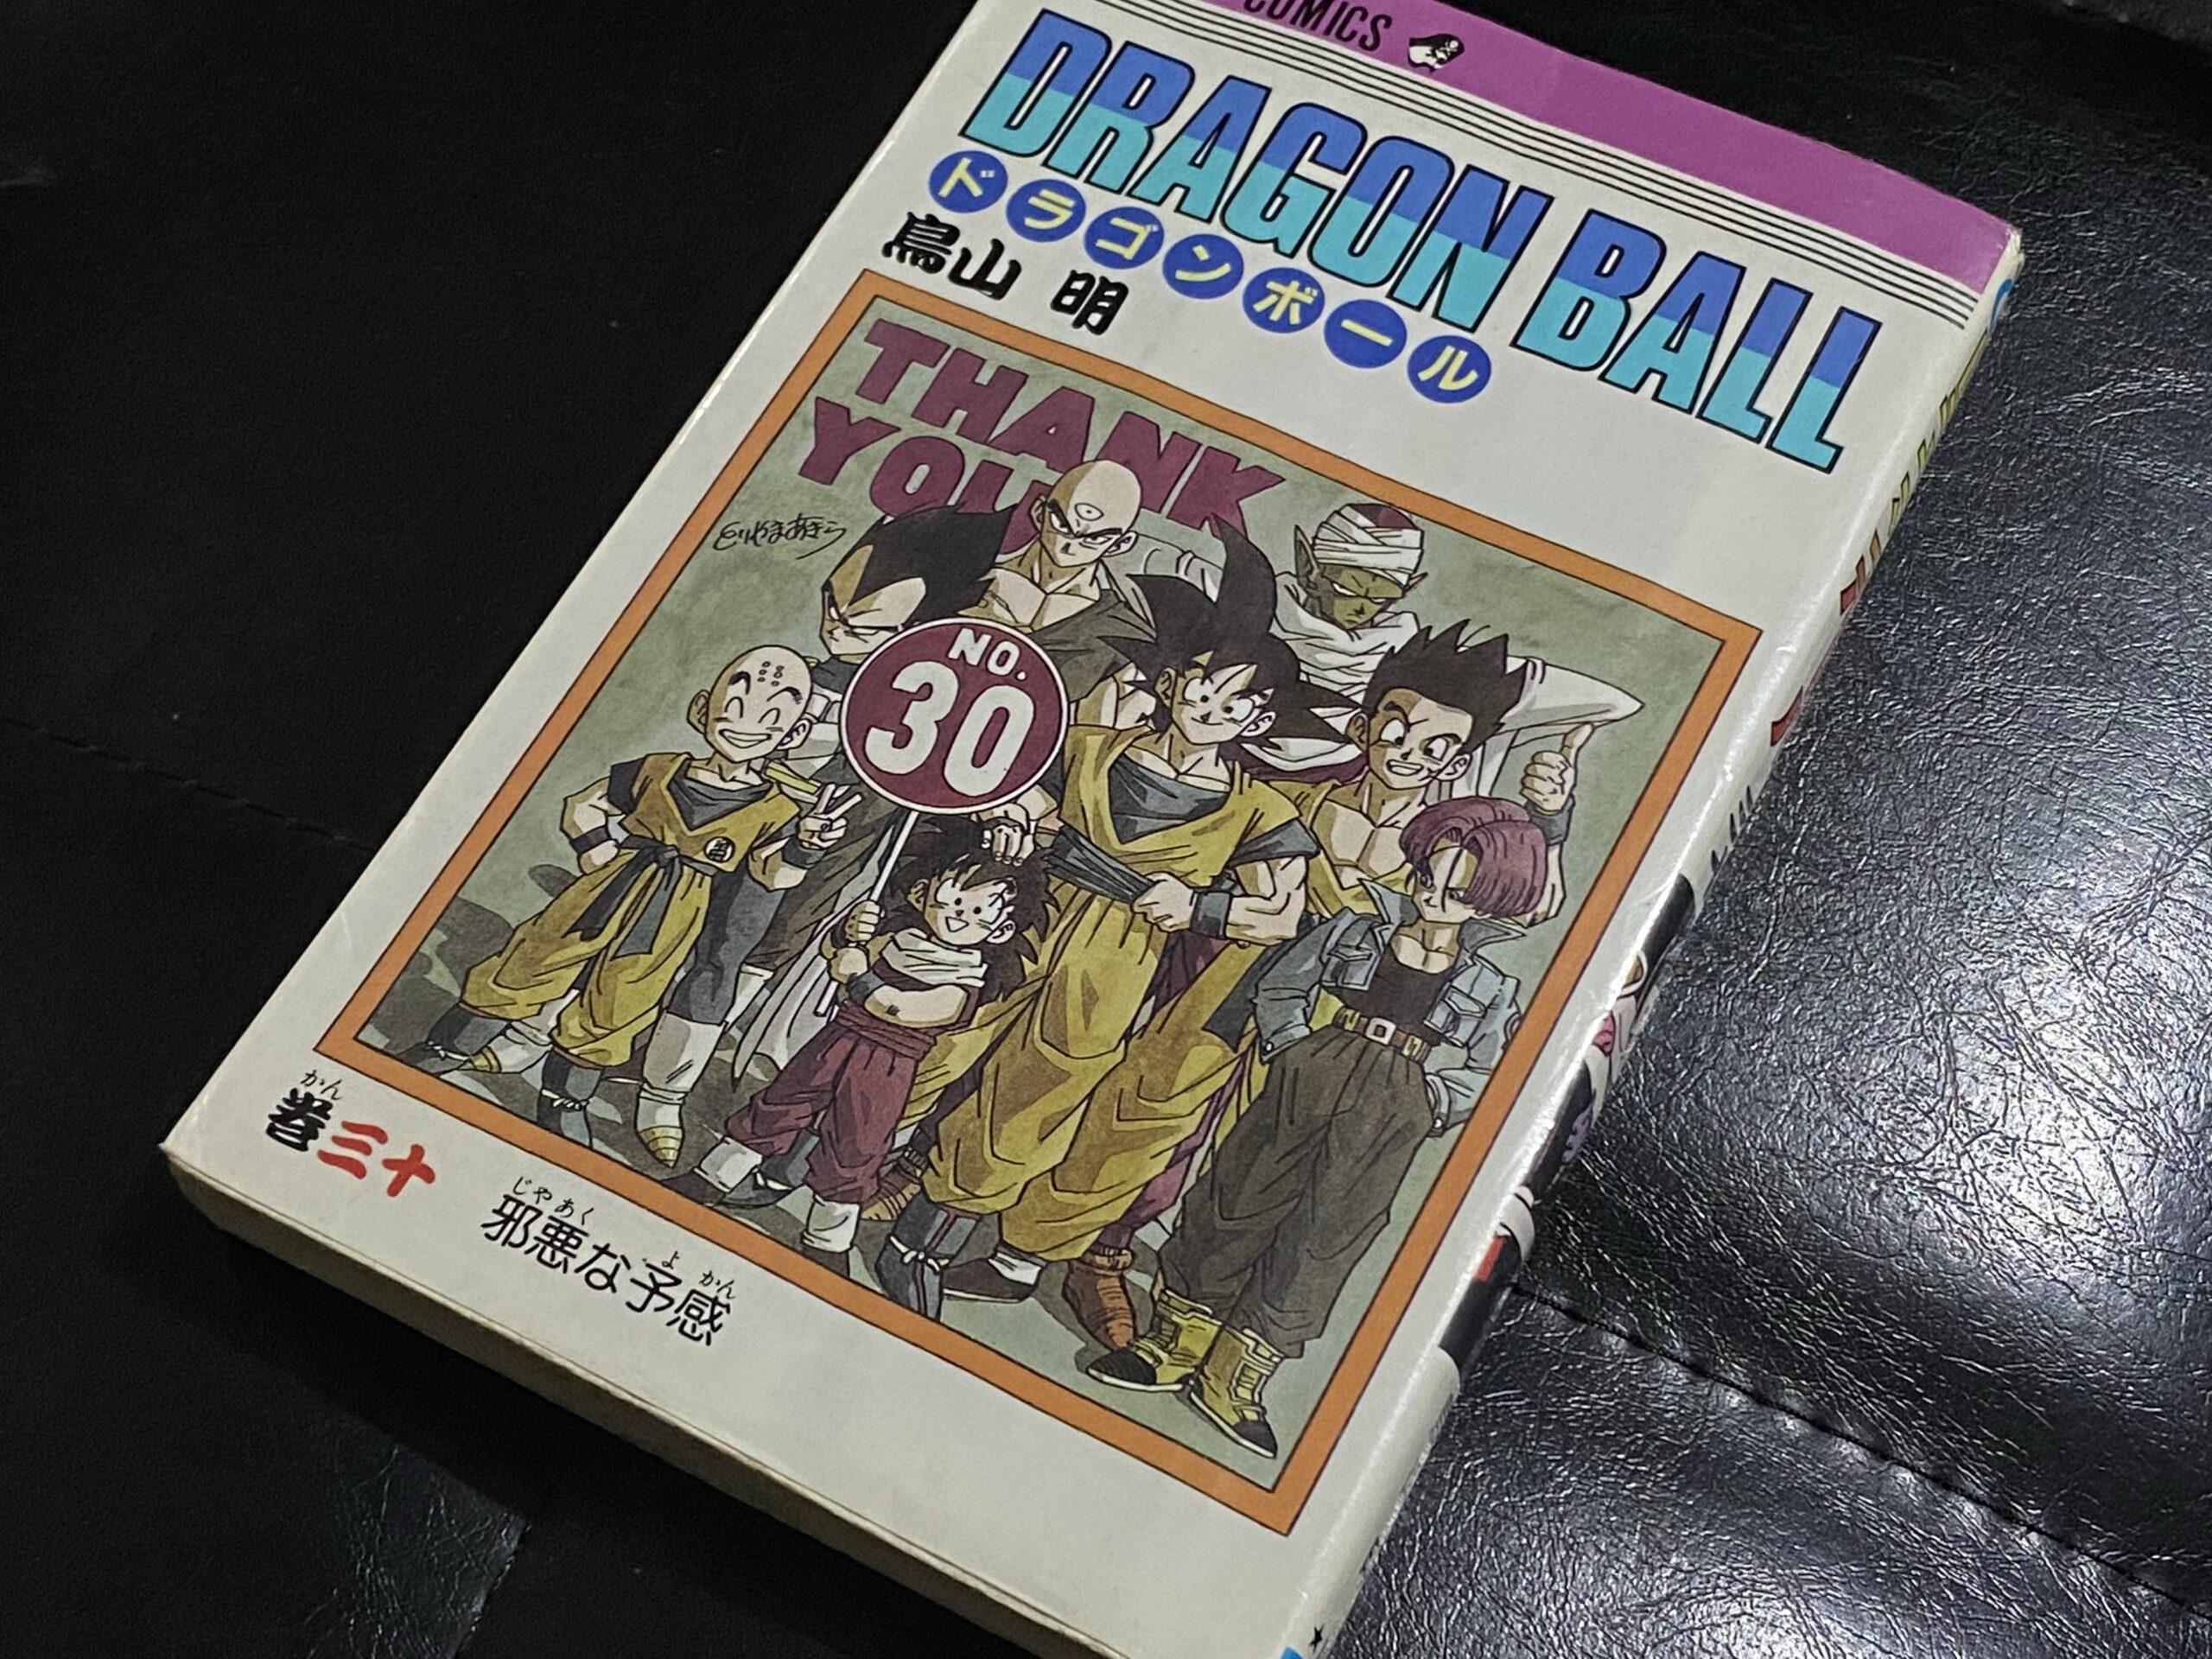 COMICS
DRAGON BALL
ドラゴンボール
鳥山 明
THANK
YOU
とりやまあきら
NO.
30
かん
巻三十
じゃあく よ かん
邪悪な予感